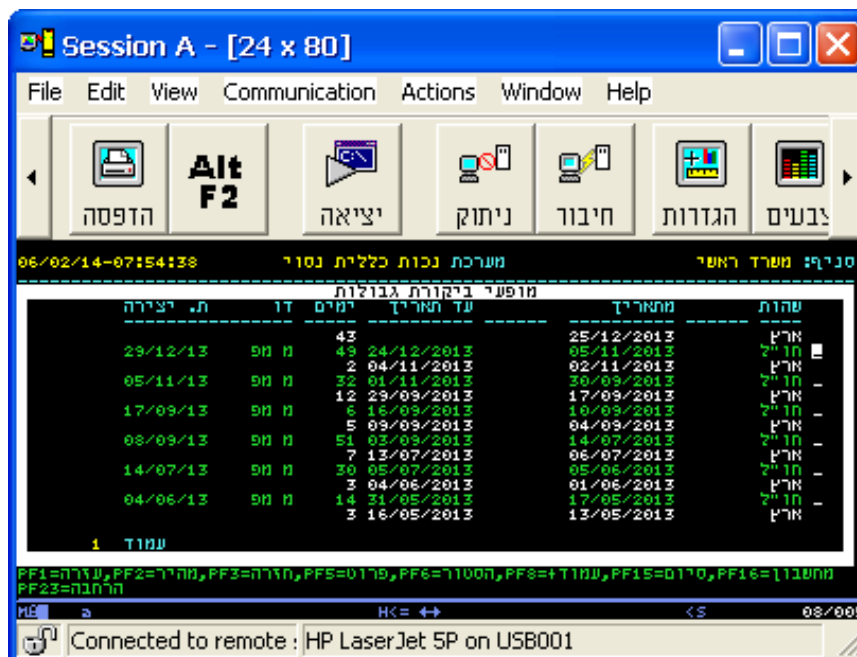 Session A - [24 x 80]
File Edit View Communication Actions Window Help
Alt
F2
הדפסה יציאה ניתוק חיבור הגדרות צבעים
סניף: משרד ראשי מערכת נכות כללית נסוי 06/02/14-07:54:38
מופעי ביקורת גבולות
שהות מתאריך עד תאריך ימים דו ת. יצירה
ארץ 25/12/2013 43
_ חו"ל 05/11/2013 24/12/2013 49 מ מפ 29/12/13
ארץ 02/11/2013 04/11/2013 2
_ חו"ל 30/09/2013 01/11/2013 32 מ מפ 05/11/13
ארץ 17/09/2013 29/09/2013 12
_ חו"ל 10/09/2013 16/09/2013 6 מ מפ 17/09/13
ארץ 04/09/2013 09/09/2013 5
_ חו"ל 14/07/2013 03/09/2013 51 מ מפ 08/09/13
ארץ 06/07/2013 13/07/2013 7
_ חו"ל 05/06/2013 05/07/2013 30 מ מפ 14/07/13
ארץ 01/06/2013 04/06/2013 3
_ חו"ל 17/05/2013 31/05/2013 14 מ מפ 04/06/13
ארץ 13/05/2013 16/05/2013 3
עמוד 1
PF1=עזרה,PF2=מהיר,PF3=חזרה,PF5=פרוט,PF6=הסטור,PF8=עמוד+,PF15=סיום,PF16=מחשבון
PF23=הרחבה
a H<= ↔ <S 08/005
Connected to remote : HP LaserJet 5P on USB001